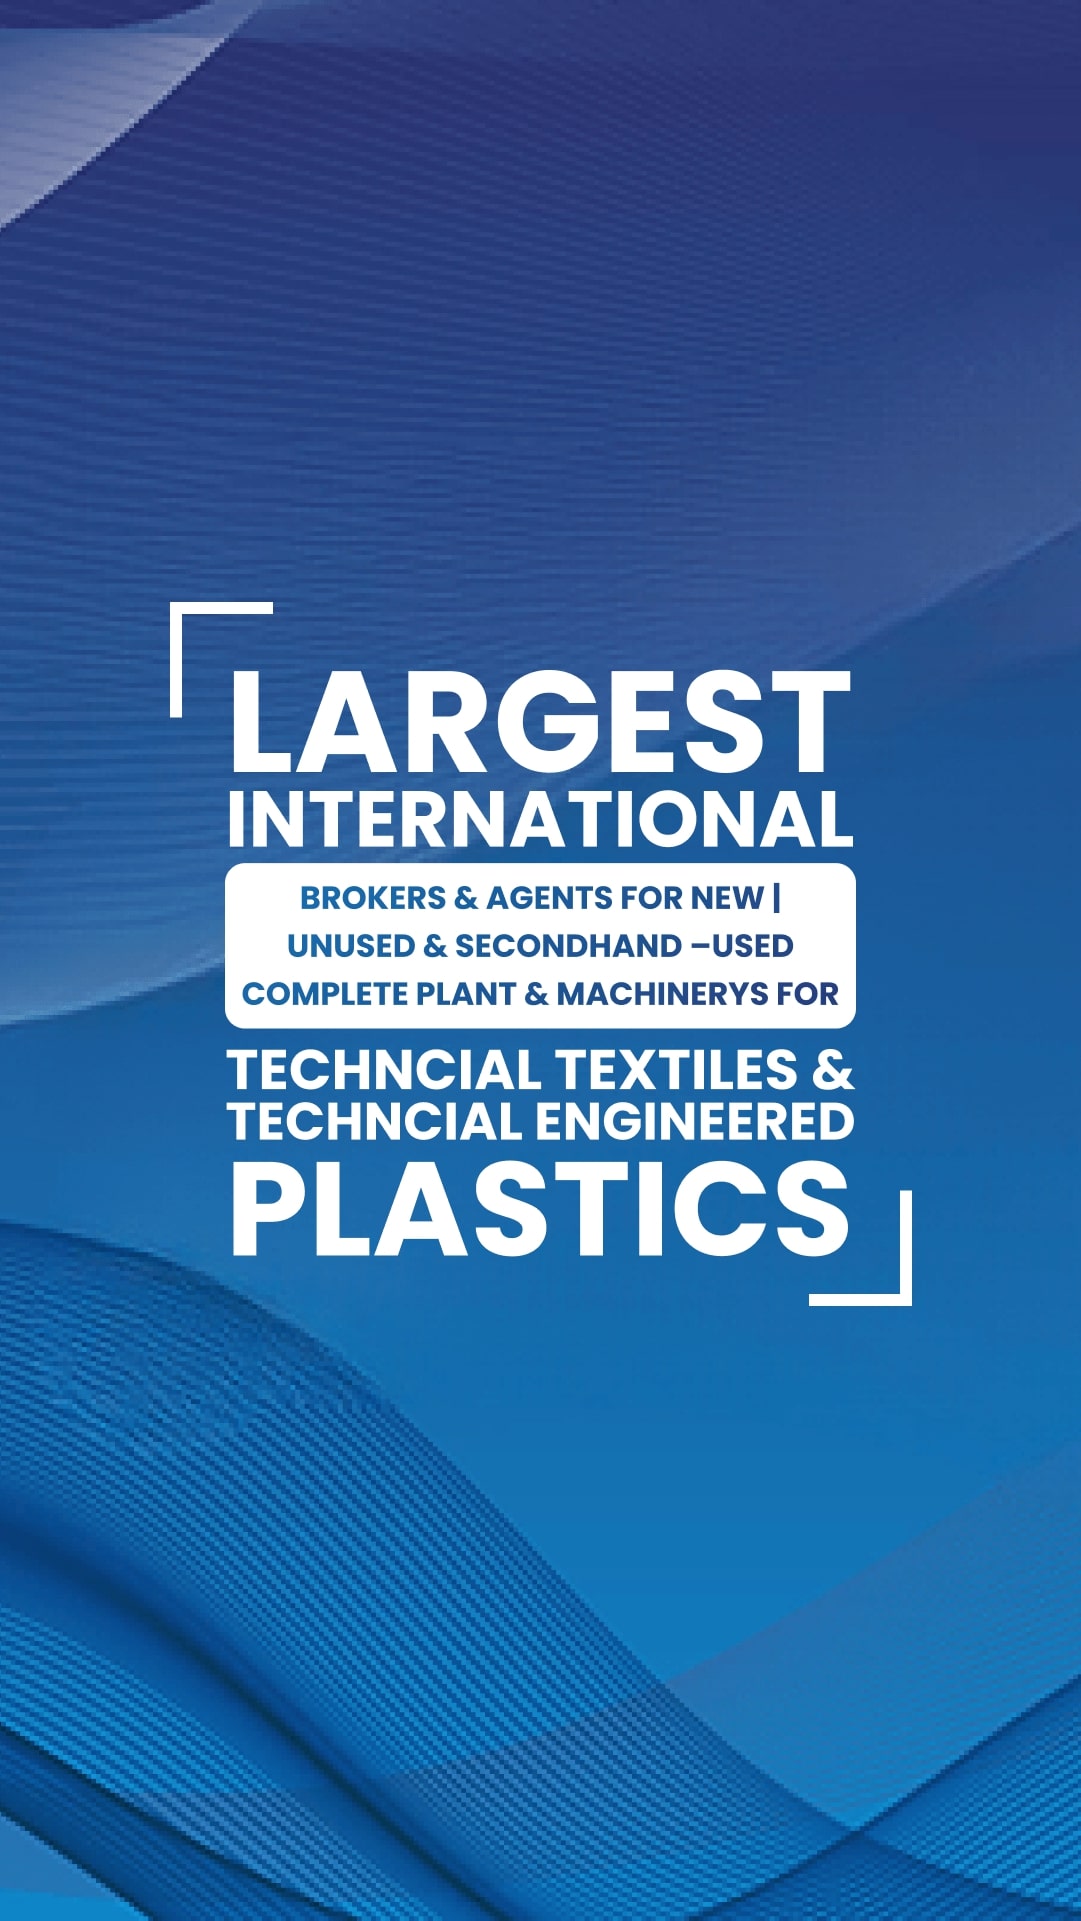 LARGEST
INTERNATIONAL
BROKERS & AGENTS FOR NEW |
UNUSED & SECONDHAND –USED
COMPLETE PLANT & MACHINERYS FOR
TECHNCIAL TEXTILES &
TECHNCIAL ENGINEERED
PLASTICS